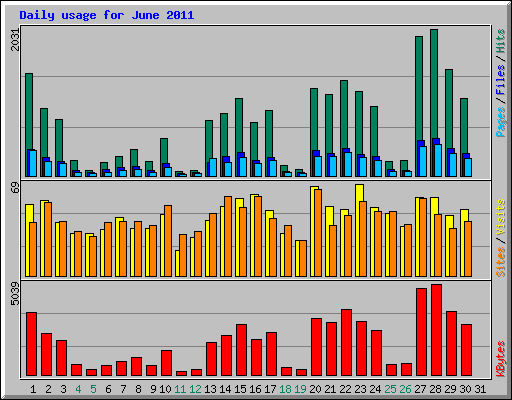 Daily usage for June 2011
2031
Pages / Files / Hits
69
Sites / Visits
5039
KBytes
1 2 3 4 5 6 7 8 9 10 11 12 13 14 15 16 17 18 19 20 21 22 23 24 25 26 27 28 29 30 31